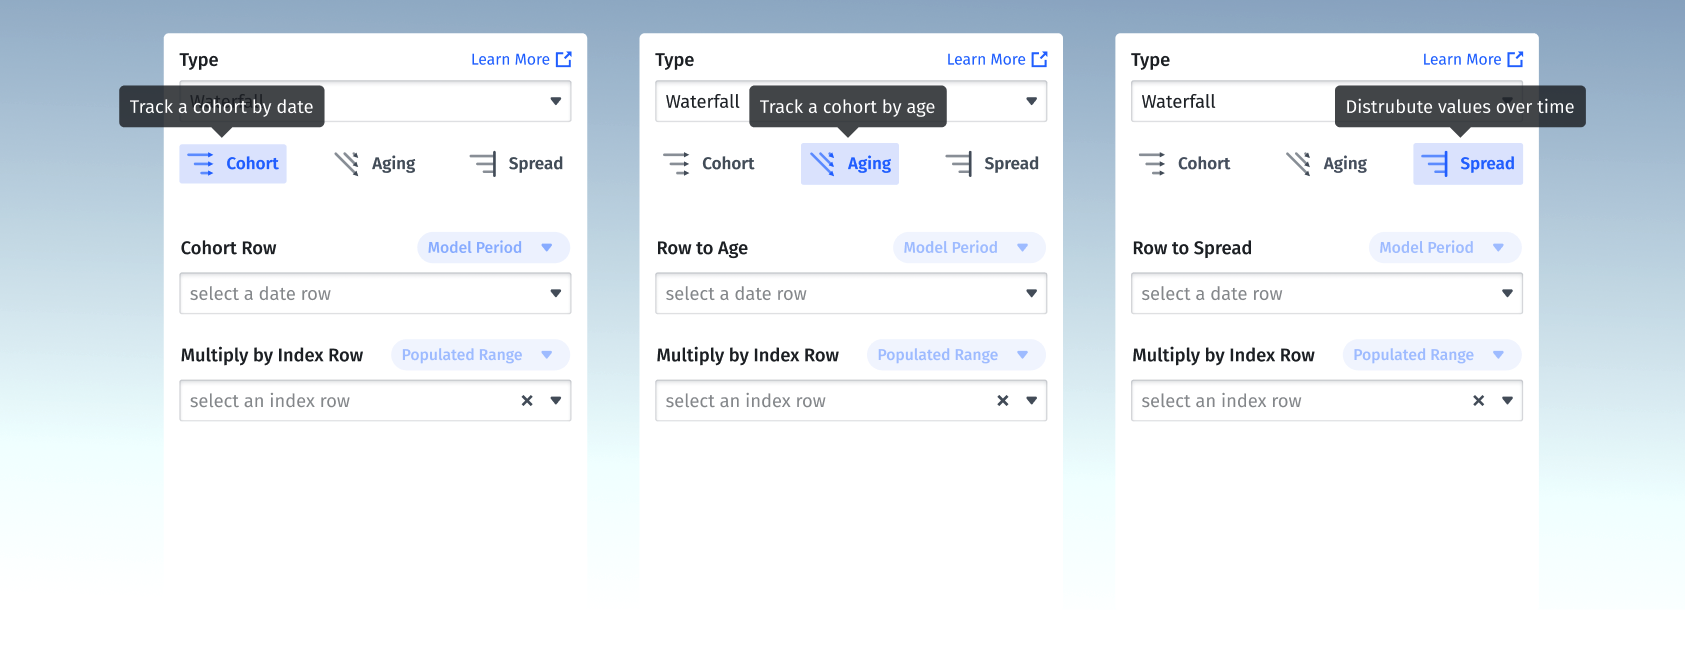 Type Learn More
Waterfall
Track a cohort by date
Cohort Aging Spread
Cohort Row Model Period
select a date row
Multiply by Index Row Populated Range
select an index row
Type Learn More
Waterfall
Track a cohort by age
Cohort Aging Spread
Row to Age Model Period
select a date row
Multiply by Index Row Populated Range
select an index row
Type Learn More
Waterfall
Distrubute values over time
Cohort Aging Spread
Row to Spread Model Period
select a date row
Multiply by Index Row Populated Range
select an index row